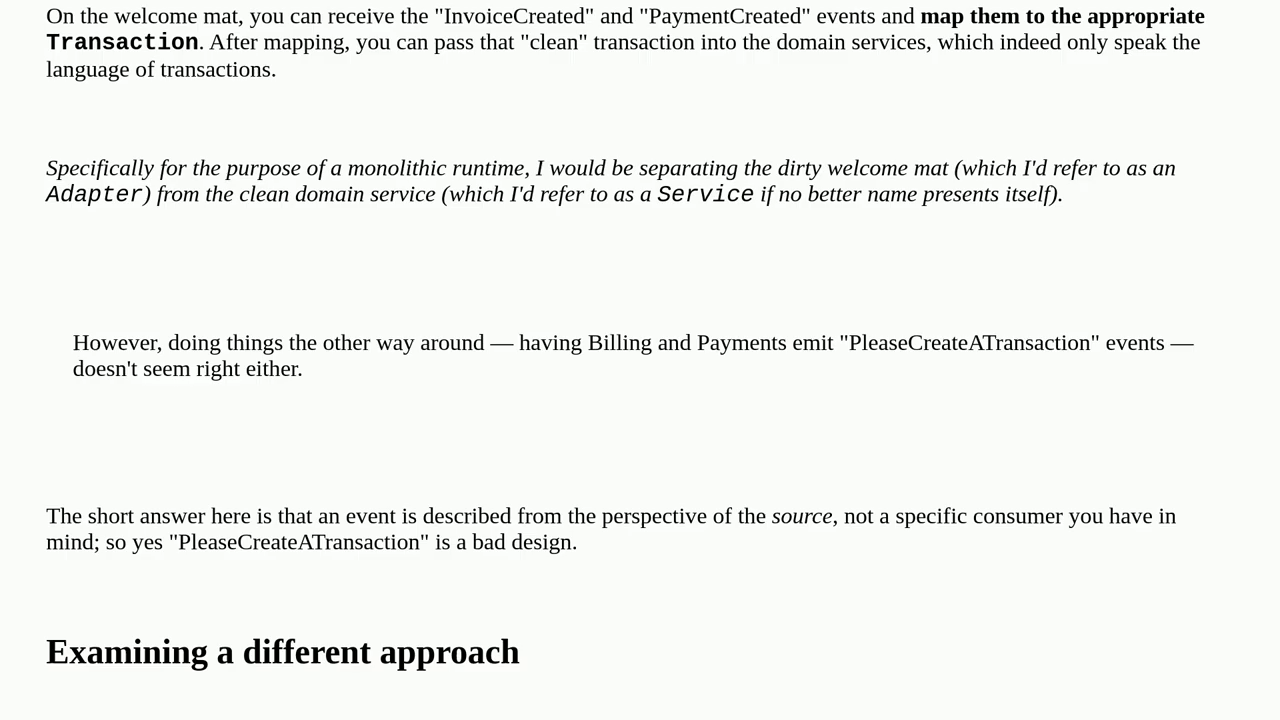 On the welcome mat, you can receive the "InvoiceCreated" and "PaymentCreated" events and map them to the appropriate
Transaction. After mapping, you can pass that "clean" transaction into the domain services, which indeed only speak the
language of transactions.
Specifically for the purpose of a monolithic runtime, I would be separating the dirty welcome mat (which I'd refer to as an
Adapter) from the clean domain service (which I'd refer to as a Service if no better name presents itself).
However, doing things the other way around — having Billing and Payments emit "PleaseCreateATransaction" events —
doesn't seem right either.
The short answer here is that an event is described from the perspective of the source, not a specific consumer you have in
mind; so yes "PleaseCreateATransaction" is a bad design.
Examining a different approach